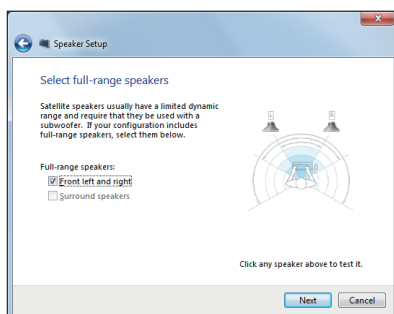 Speaker Setup
Select full-range speakers
Satellite speakers usually have a limited dynamic
range and require that they be used with a
subwoofer. If your configuration includes
full-range speakers, select them below.
L R
Full-range speakers:
Front left and right
Surround speakers
Click any speaker above to test it.
Next Cancel